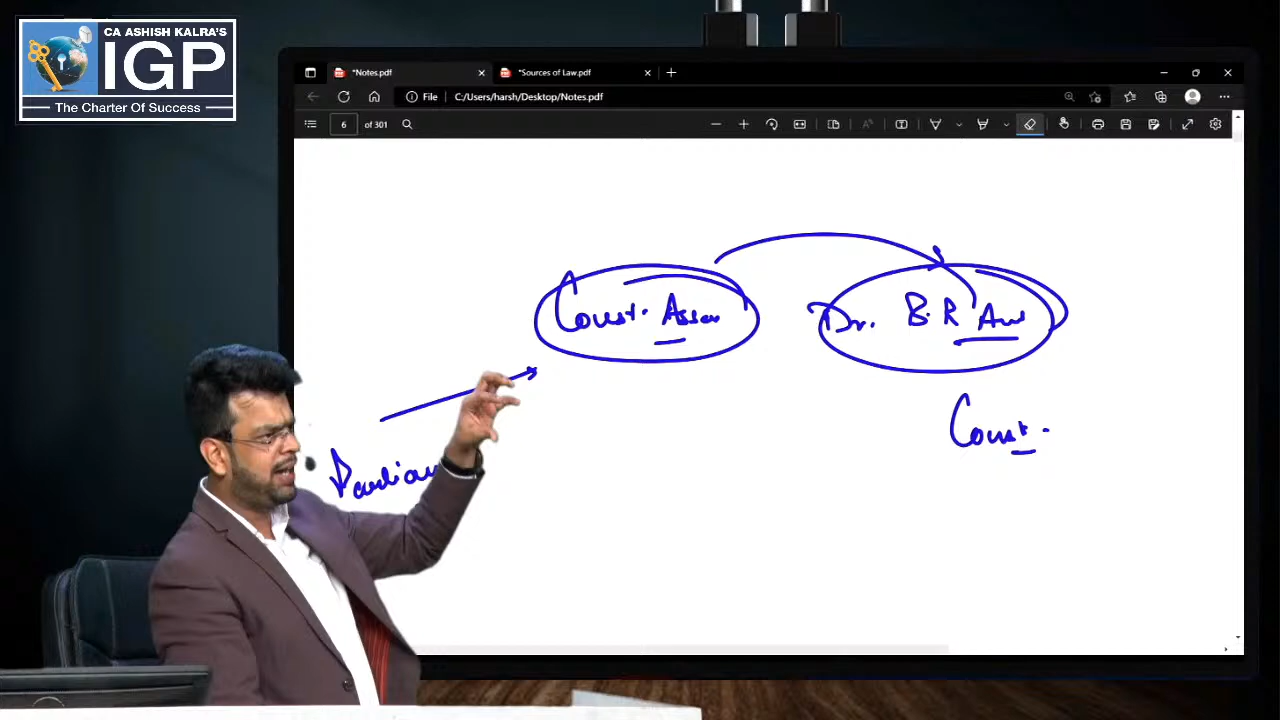 CA ASHISH KALRA'S
IGP
The Charter Of Success
*Notes.pdf
*Sources of Law.pdf
File
C:/Users/harsh/Desktop/Notes.pdf
6 of 301
Const. Assem
Dr. B.R Am
Const.
Parliam